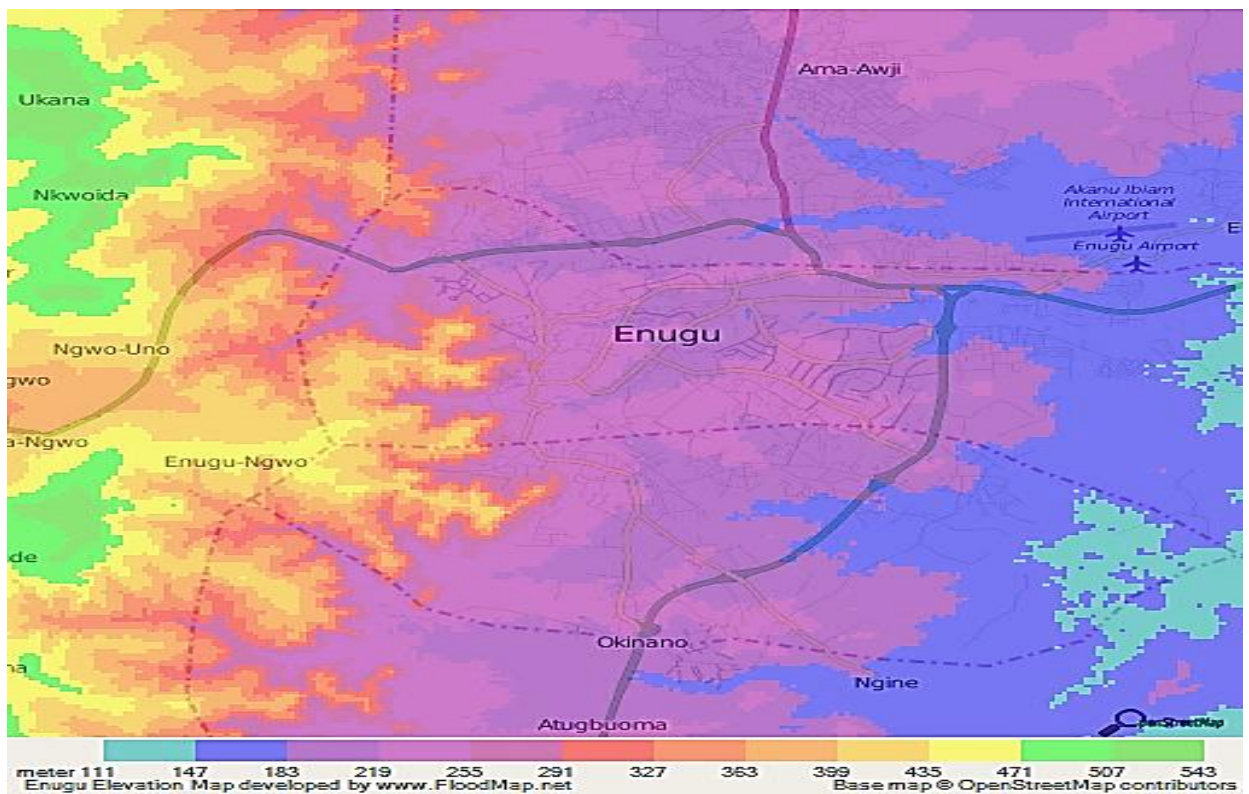 Ama-Awji
Ukana
Nkwoida
Akanu Ibiam
International
Airport
E
Enugu Airport
r
Enugu
Ngwo-Uno
gwo
a-Ngwo
Enugu-Ngwo
de
Okinano
na
Ngine
Atugbuoma
OpenStreetMap
meter 111 147 183 219 255 291 327 363 399 435 471 507 543
Enugu Elevation Map developed by www.FloodMap.net
Base map © OpenStreetMap contributors